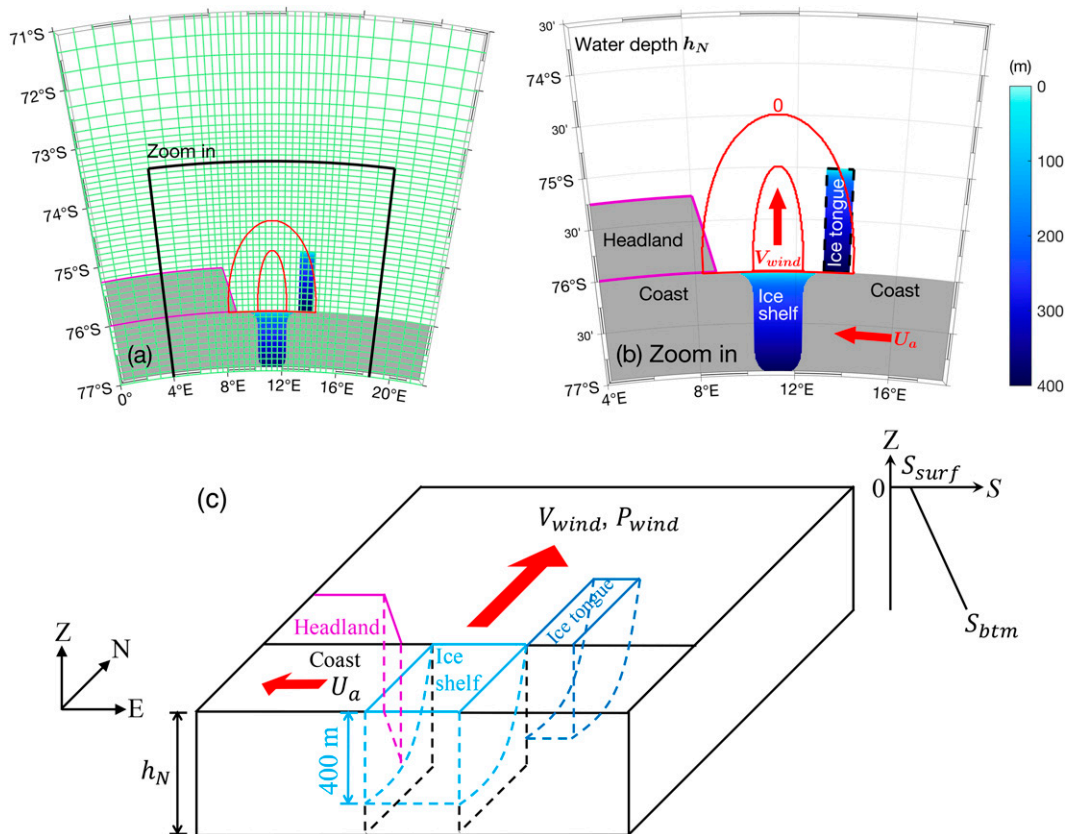 71°S
72°S
73°S
74°S
75°S
76°S
77°S
0°
4°E
8°E
12°E
16°E
20°E
Zoom in
(a)
30'
74°S
30'
75°S
30'
76°S
30'
77°S
4°E
8°E
12°E
16°E
Water depth h_N
0
V_wind
Headland
Coast
Ice shelf
Ice tongue
Coast
U_a
(b) Zoom in
(m)
0
100
200
300
400
(c)
V_wind, P_wind
Headland
Coast
U_a
Ice
shelf
Ice tongue
400 m
h_N
Z
N
E
Z
0
S_surf
S
S_btm